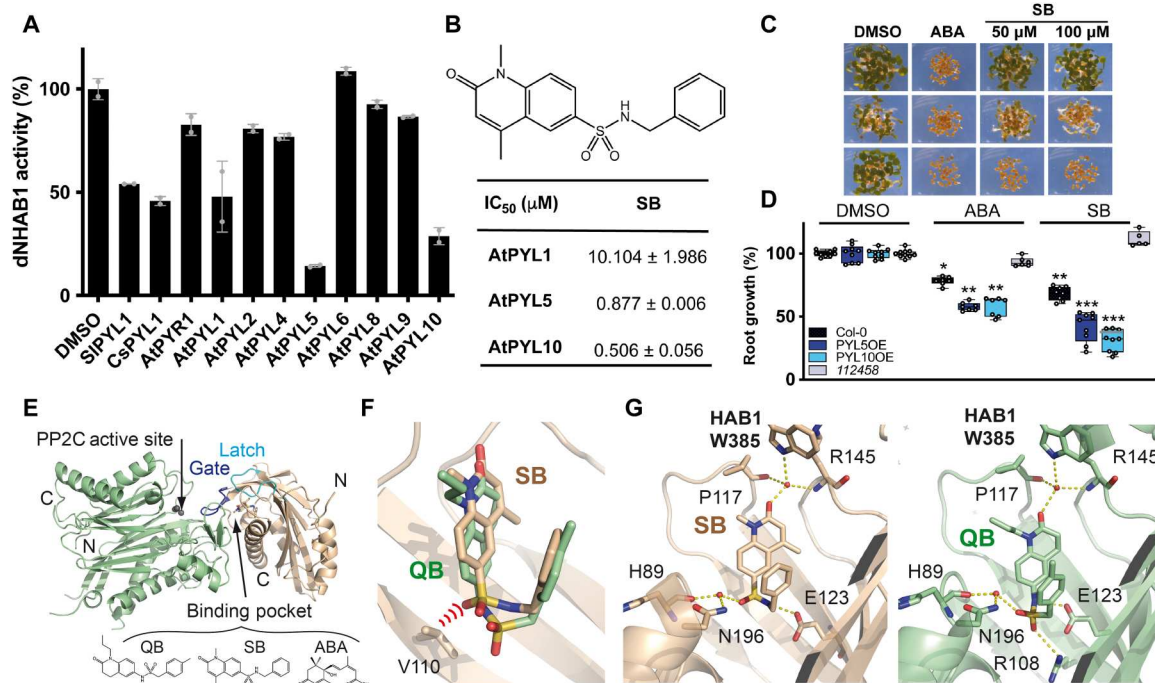 A
dNHAB1 activity (%)
100
50
0
DMSO
SlPYL1
CsPYL1
AtPYR1
AtPYL1
AtPYL2
AtPYL4
AtPYL5
AtPYL6
AtPYL8
AtPYL9
AtPYL10
B
O
N
S
H
N
O O
IC50 (μM) SB
AtPYL1 10.104 ± 1.986
AtPYL5 0.877 ± 0.006
AtPYL10 0.506 ± 0.056
C
SB
DMSO ABA 50 μM 100 μM
D
DMSO ABA SB
Root growth (%)
100
50
0
* ** ** ** *** ***
Col-0
PYL5OE
PYL10OE
112458
E
PP2C active site
Latch
Gate
N
C
N
C
Binding pocket
QB SB ABA
F
SB
QB
V110
G
HAB1
W385
R145
P117
SB
H89
E123
N196
HAB1
W385
R145
P117
QB
H89
E123
N196
R108